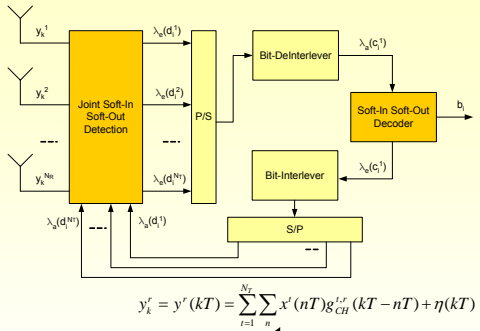 y_k^1
λ_e(d_i^1)
λ_a(c_i^1)
Bit-DeInterlever
y_k^2
λ_e(d_i^2)
Joint Soft-In
Soft-Out
Detection
P/S
Soft-In Soft-Out
Decoder
b_i
y_k^{N_R}
λ_e(d_i^{N_T})
λ_e(c_i^1)
Bit-Interlever
λ_a(d_i^{N_T})
λ_a(d_i^1)
S/P
y_k^r = y^r(kT) = \sum_{t=1}^{N_T} \sum_n x^t(nT) g_{CH}^{t,r}(kT − nT) + η(kT)